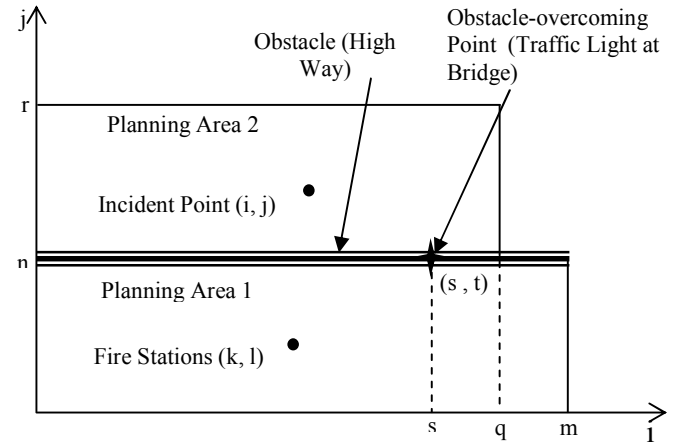 j
Obstacle (High
Way)
Obstacle-overcoming
Point (Traffic Light at
Bridge)
r
Planning Area 2
Incident Point (i, j)
n
(s , t)
Planning Area 1
Fire Stations (k, l)
s
q
m
i